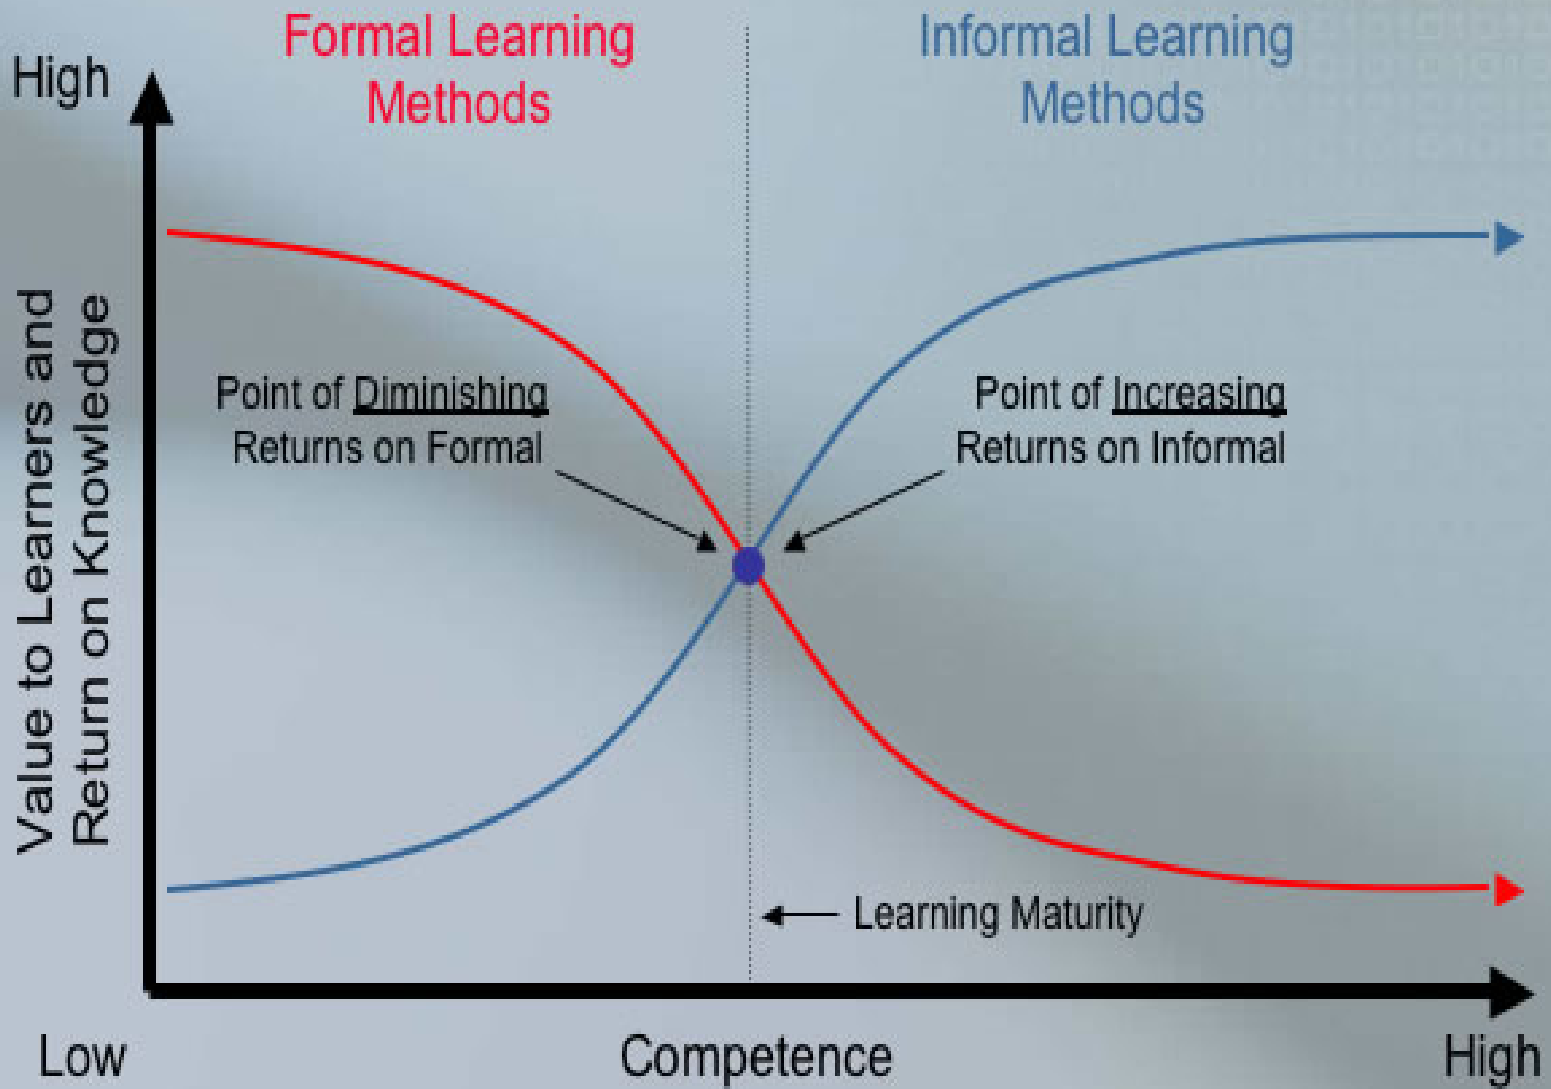 Formal Learning
Methods
Informal Learning
Methods
High
Value to Learners and
Return on Knowledge
Point of Diminishing
Returns on Formal
Point of Increasing
Returns on Informal
Learning Maturity
Low
Competence
High